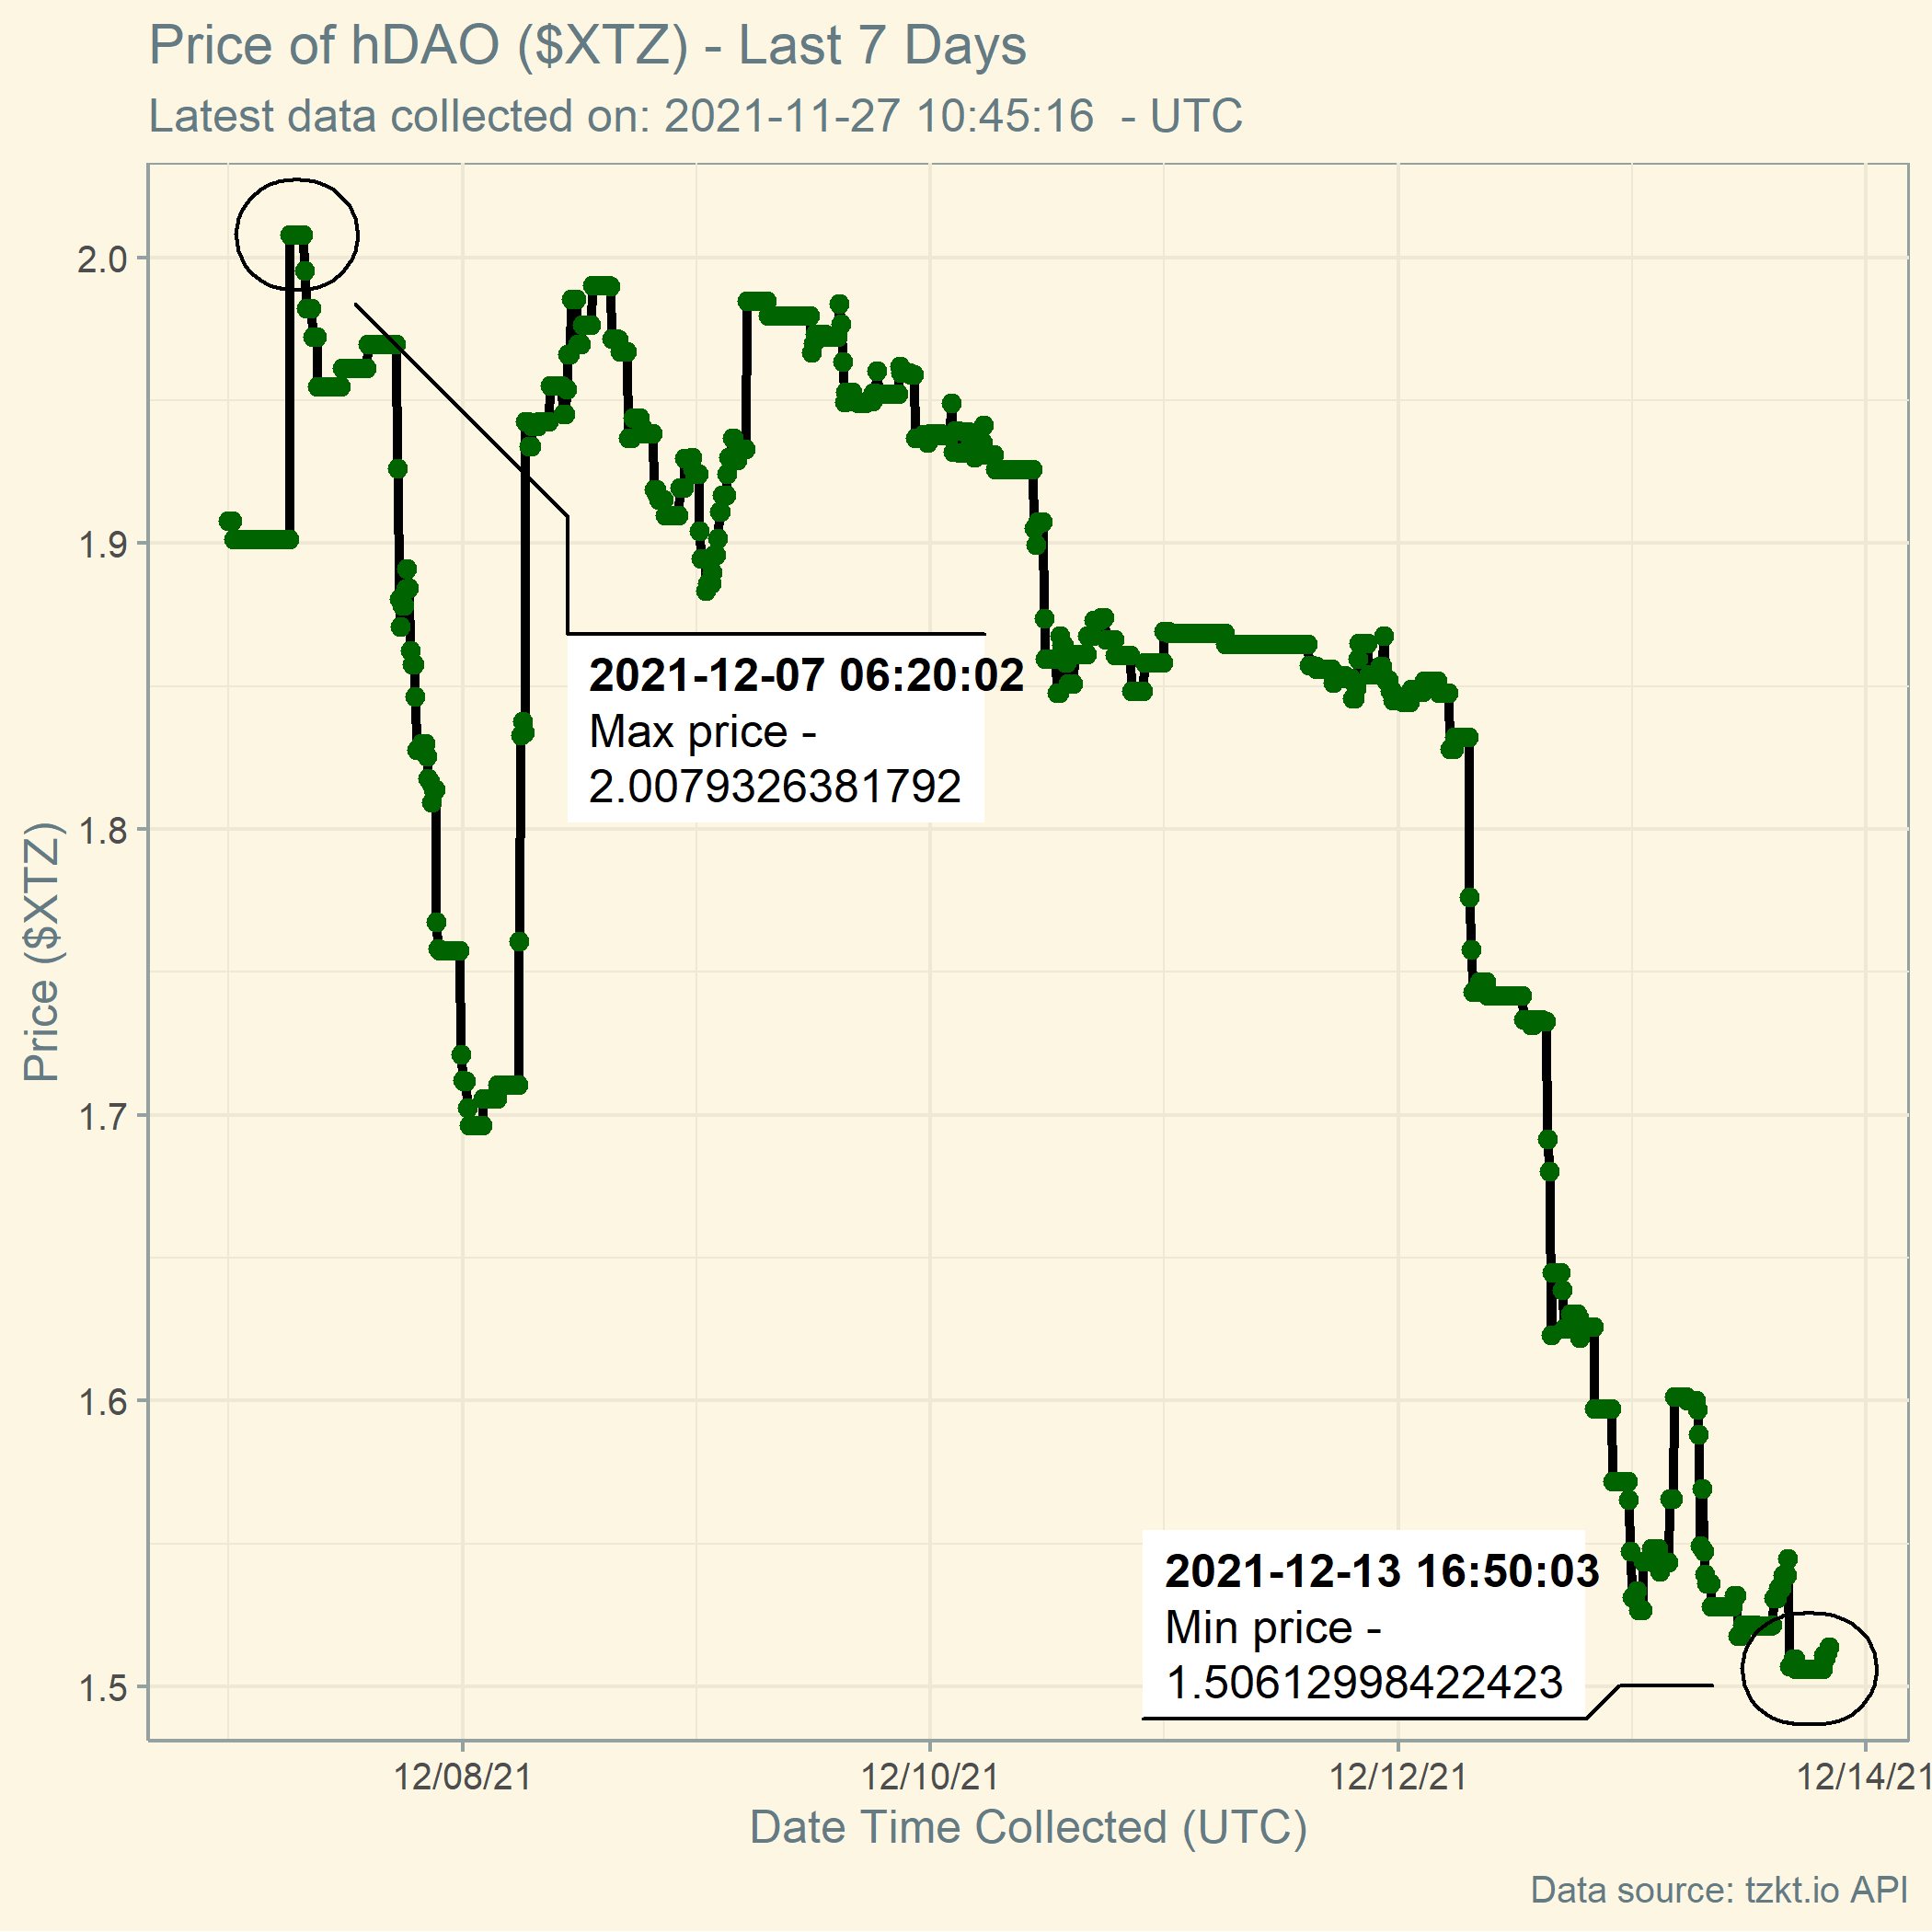 Price of hDAO ($XTZ) - Last 7 Days
Latest data collected on: 2021-11-27 10:45:16  - UTC
Price ($XTZ)
2.0
1.9
1.8
1.7
1.6
1.5
2021-12-07 06:20:02
Max price -
2.0079326381792
2021-12-13 16:50:03
Min price -
1.50612998422423
12/08/21
12/10/21
12/12/21
12/14/21
Date Time Collected (UTC)
Data source: tzkt.io API